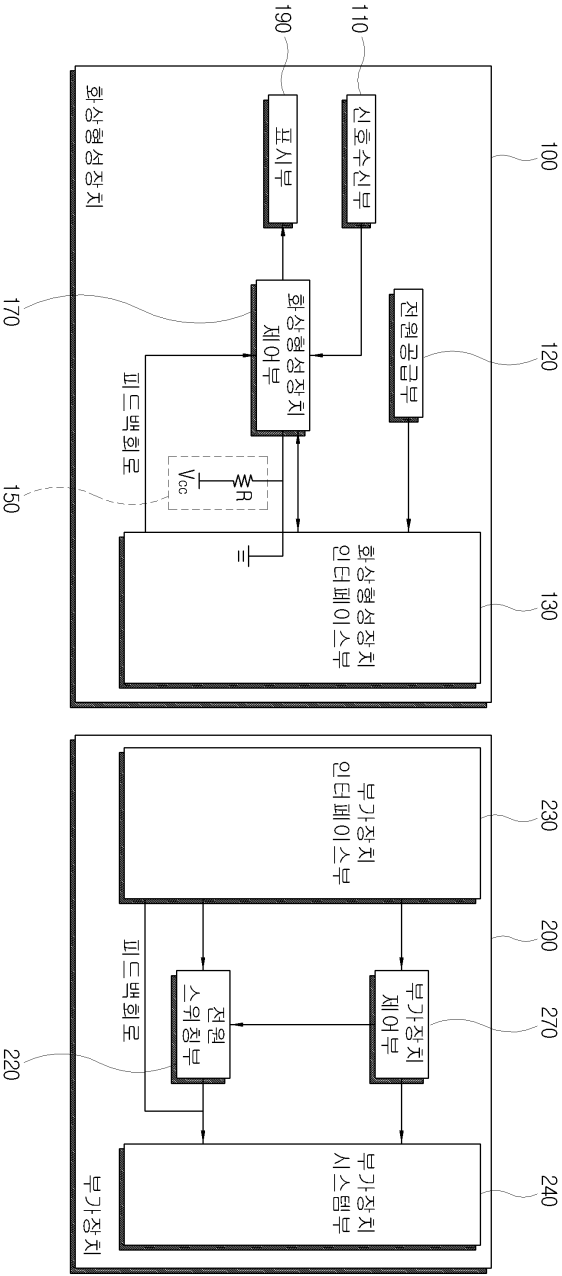 100
110
120
130
신호수신부
전원공급부
화상형성장치
인터페이스부
190
표시부
화상형성장치
제어부
R
Vcc
피드백회로
170
150
화상형성장치
230
200
270
240
부가장치
인터페이스부
부가장치
제어부
부가장치
시스템부
전원
스위칭부
피드백회로
220
부가장치